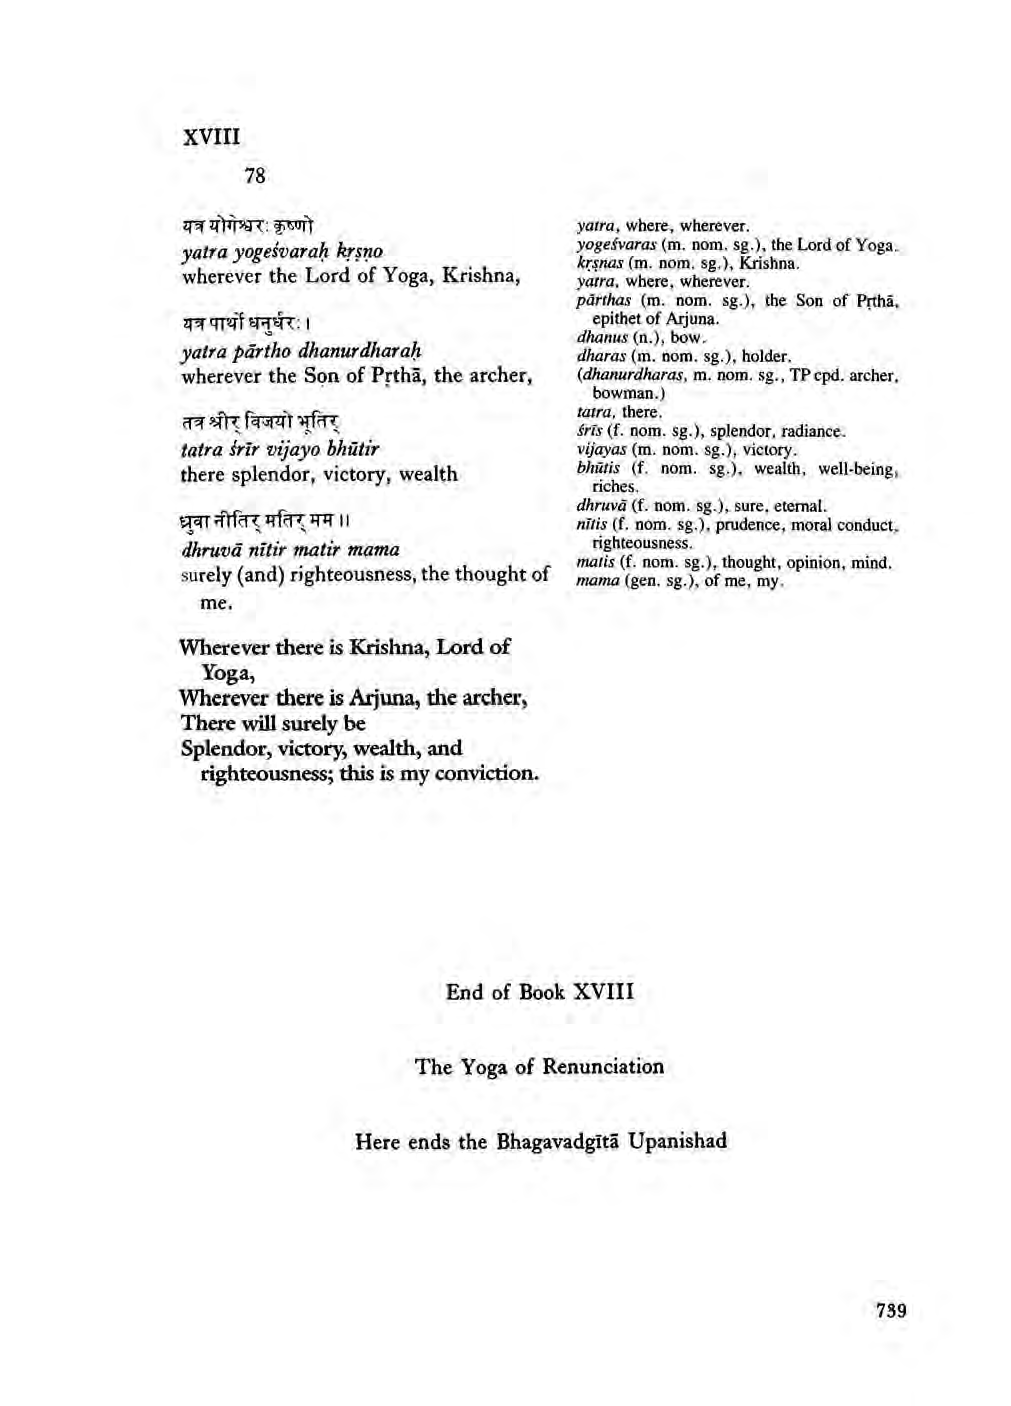 XVIII
78
यत्र योगेश्वर: कृष्णो
yatra yogeśvaraḥ kṛṣṇo
wherever the Lord of Yoga, Krishna,
यत्र पार्थो धनुर्धर: ।
yatra pārtho dhanurdharaḥ
wherever the Son of Pṛthā, the archer,
तत्र श्रीर् विजयो भूतिर्
tatra śrīr vijayo bhūtir
there splendor, victory, wealth
ध्रुवा नीतिर् मतिर् मम ॥
dhruvā nītir matir mama
surely (and) righteousness, the thought of
me.
Wherever there is Krishna, Lord of
Yoga,
Wherever there is Arjuna, the archer,
There will surely be
Splendor, victory, wealth, and
righteousness; this is my conviction.
yatra, where, wherever.
yogeśvaras (m. nom. sg.), the Lord of Yoga.
kṛṣṇas (m. nom. sg.), Krishna.
yatra, where, wherever.
pārthas (m. nom. sg.), the Son of Pṛthā,
epithet of Arjuna.
dhanus (n.), bow.
dharas (m. nom. sg.), holder.
(dhanurdharas, m. nom. sg., TP cpd. archer,
bowman.)
tatra, there.
śrīs (f. nom. sg.), splendor, radiance.
vijayas (m. nom. sg.), victory.
bhūtis (f. nom. sg.), wealth, well-being,
riches.
dhruvā (f. nom. sg.), sure, eternal.
nītis (f. nom. sg.), prudence, moral conduct,
righteousness.
matis (f. nom. sg.), thought, opinion, mind.
mama (gen. sg.), of me, my.
End of Book XVIII
The Yoga of Renunciation
Here ends the Bhagavadgītā Upanishad
739